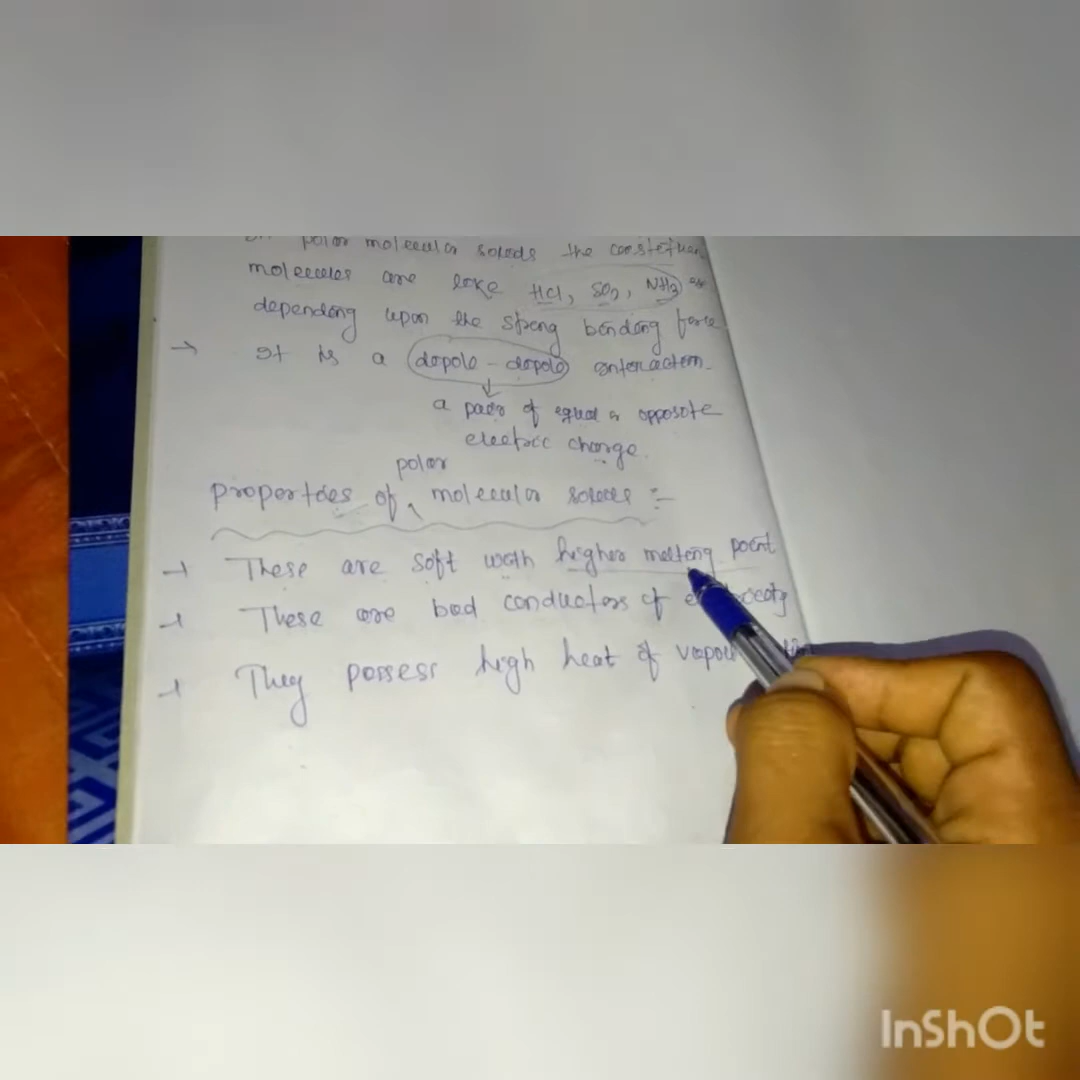 polar molecular solids the constetuen
molecules are like HCl, SO2, NH3 or
depending upon the strong bonding force
→ It is a dipole - dipole interaction.
a pair of equal & opposite
electric charge.
polar
properties of molecular solids :-
→ These are soft with higher melting point
→ These are bad conductors of
→ They possess high heat of
InShOt